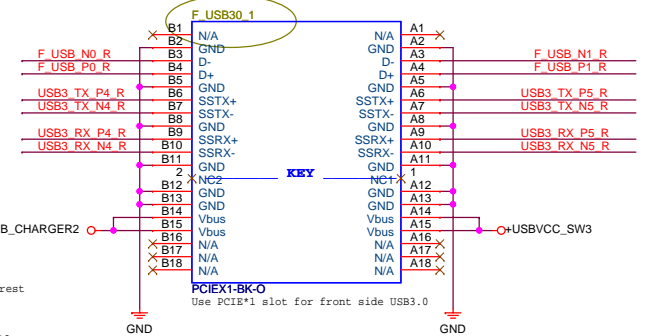 F_USB30_1
B1 N/A N/A A1
B2 GND GND A2
F_USB_N0_R B3 D- D- A3 F_USB_N1_R
F_USB_P0_R B4 D+ D+ A4 F_USB_P1_R
B5 GND GND A5
USB3_TX_P4_R B6 SSTX+ SSTX+ A6 USB3_TX_P5_R
USB3_TX_N4_R B7 SSTX- SSTX- A7 USB3_TX_N5_R
B8 GND GND A8
USB3_RX_P4_R B9 SSRX+ SSRX+ A9 USB3_RX_P5_R
USB3_RX_N4_R B10 SSRX- SSRX- A10 USB3_RX_N5_R
B11 GND GND A11
2 NC2 KEY NC1 1
B12 GND GND A12
B13 GND GND A13
B14 Vbus Vbus A14
B_CHARGER2 B15 Vbus Vbus A15 +USBVCC_SW3
B16 N/A N/A A16
B17 N/A N/A A17
B18 N/A N/A A18
rest
PCIEX1-BK-O
Use PCIE*1 slot for front side USB3.0
GND GND